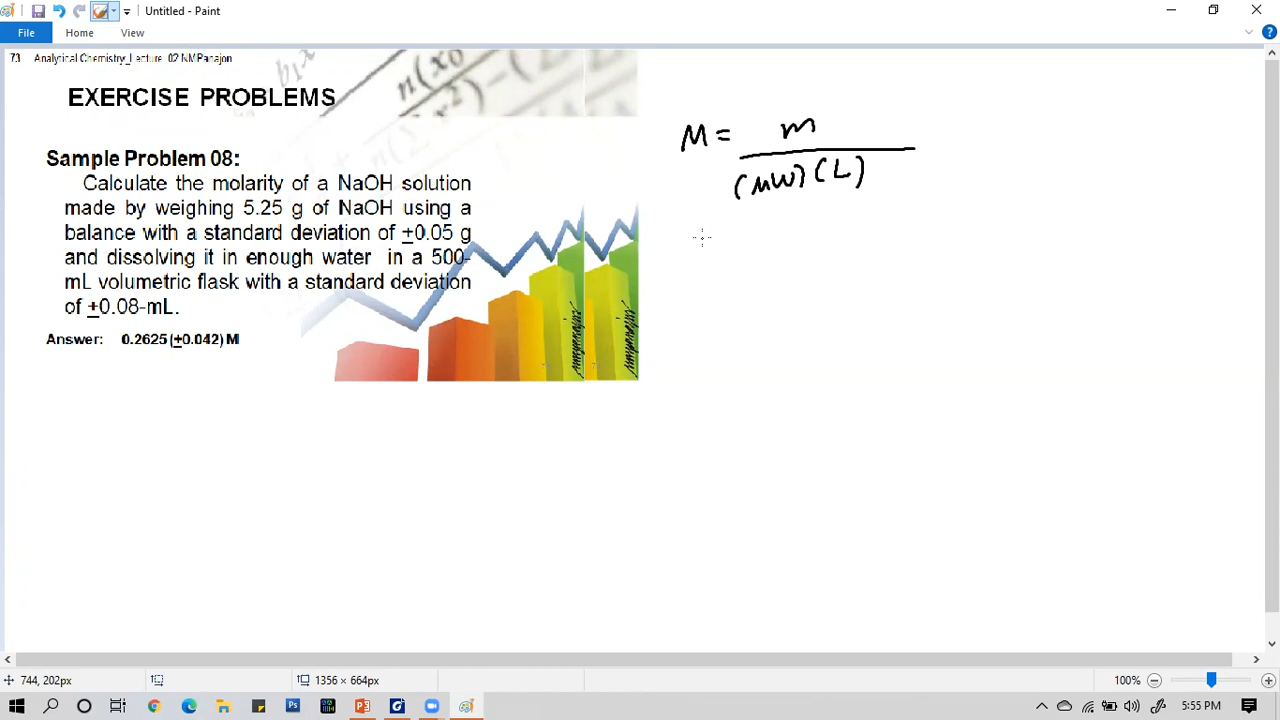 Untitled - Paint
File Home View
73 Analytical Chemistry_Lecture 02 NMPanajon
EXERCISE PROBLEMS
Sample Problem 08:
Calculate the molarity of a NaOH solution
made by weighing 5.25 g of NaOH using a
balance with a standard deviation of ±0.05 g
and dissolving it in enough water in a 500-
mL volumetric flask with a standard deviation
of ±0.08-mL.
Answer: 0.2625(±0.042) M
M = m
(MW) (L)
744, 202px
1356 × 664px
100%
5:55 PM